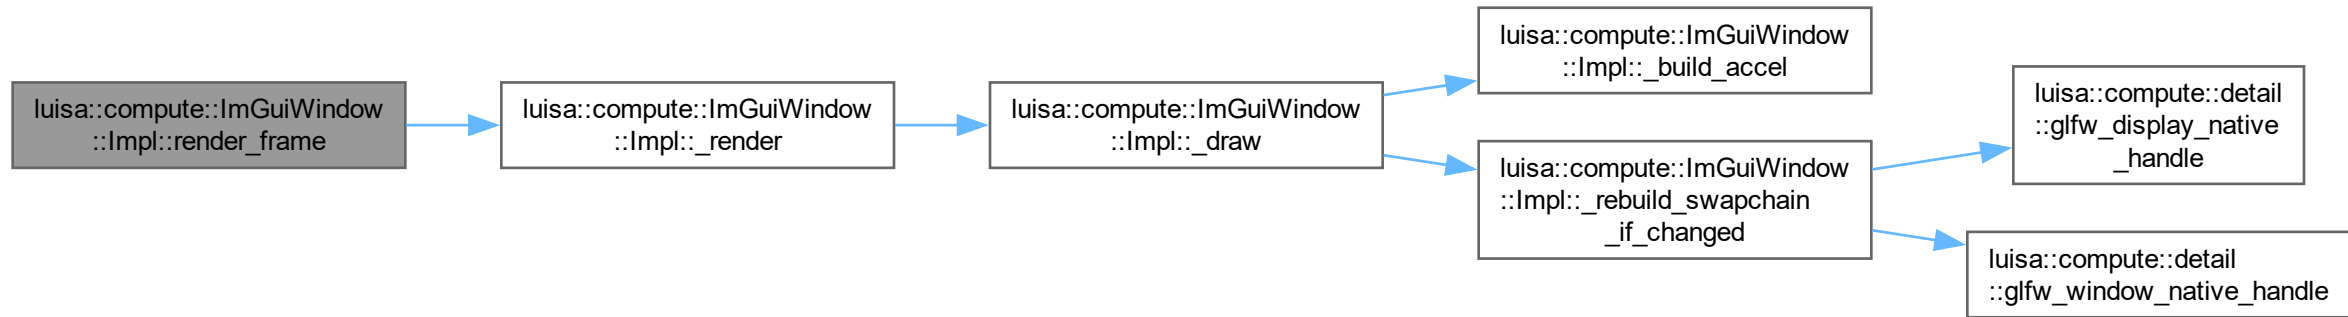 luisa::compute::ImGuiWindow
::Impl::render_frame
luisa::compute::ImGuiWindow
::Impl::_render
luisa::compute::ImGuiWindow
::Impl::_draw
luisa::compute::ImGuiWindow
::Impl::_build_accel
luisa::compute::ImGuiWindow
::Impl::_rebuild_swapchain
_if_changed
luisa::compute::detail
::glfw_display_native
_handle
luisa::compute::detail
::glfw_window_native_handle